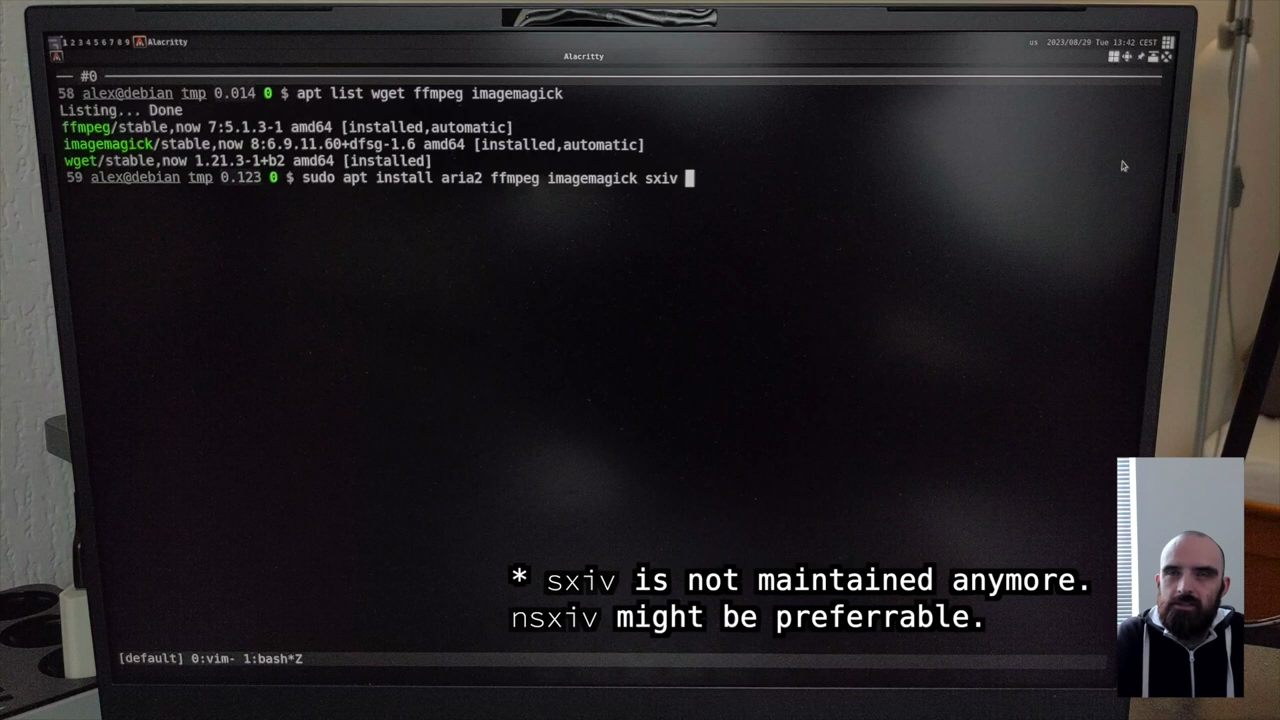 1 2 3 4 5 6 7 8 9 Alacritty us 2023/08/29 Tue 13:42 CEST
Alacritty
#0
58 alex@debian tmp 0.014 0 $ apt list wget ffmpeg imagemagick
Listing... Done
ffmpeg/stable,now 7:5.1.3-1 amd64 [installed,automatic]
imagemagick/stable,now 8:6.9.11.60+dfsg-1.6 amd64 [installed,automatic]
wget/stable,now 1.21.3-1+b2 amd64 [installed]
59 alex@debian tmp 0.123 0 $ sudo apt install aria2 ffmpeg imagemagick sxiv
* sxiv is not maintained anymore.
nsxiv might be preferrable.
[default] 0:vim- 1:bash*Z